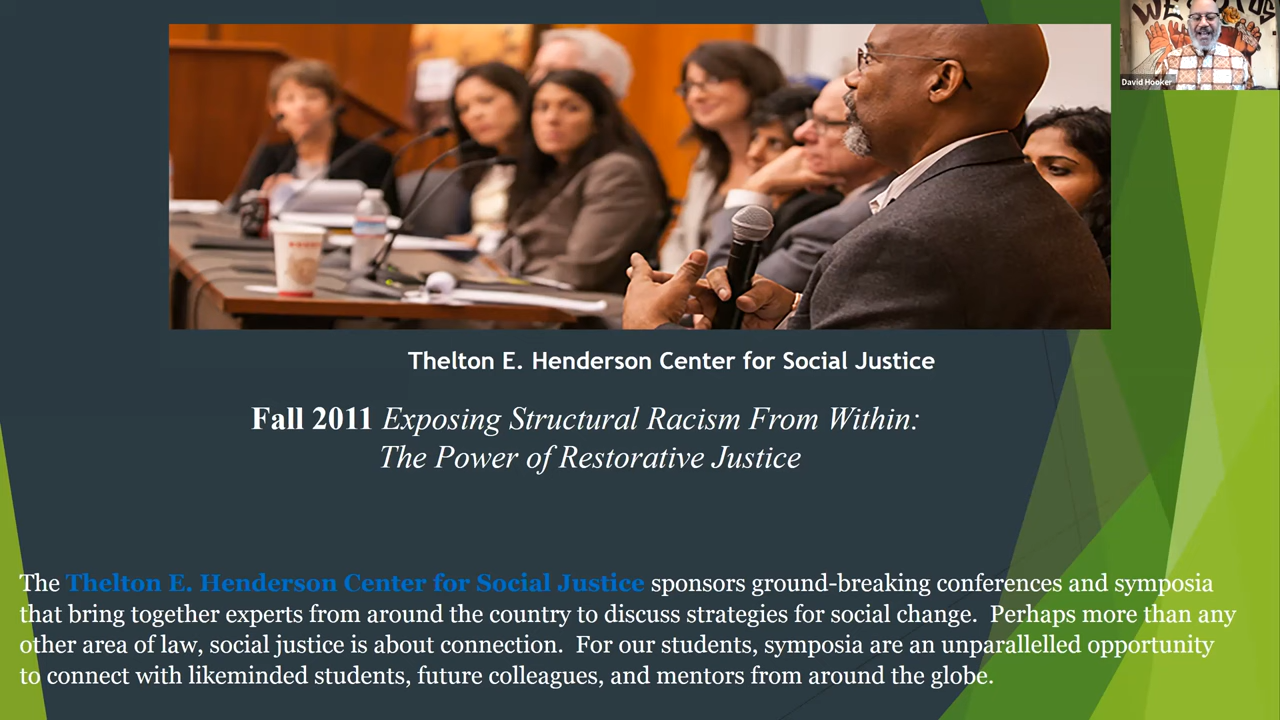 WE GOT US
David Hooker
Thelton E. Henderson Center for Social Justice
Fall 2011 Exposing Structural Racism From Within:
The Power of Restorative Justice
The Thelton E. Henderson Center for Social Justice sponsors ground-breaking conferences and symposia
that bring together experts from around the country to discuss strategies for social change.  Perhaps more than any
other area of law, social justice is about connection.  For our students, symposia are an unparallelled opportunity
to connect with likeminded students, future colleagues, and mentors from around the globe.